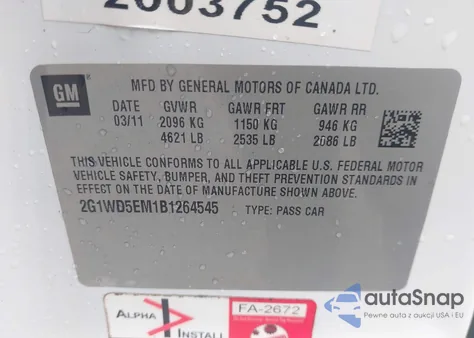 2003752
GM
MFD BY GENERAL MOTORS OF CANADA LTD.
DATE GVWR GAWR FRT GAWR RR
03/11 2096 KG 1150 KG 946 KG
4621 LB 2535 LB 2086 LB
THIS VEHICLE CONFORMS TO ALL APPLICABLE U.S. FEDERAL MOTOR
VEHICLE SAFETY, BUMPER, AND THEFT PREVENTION STANDARDS IN
EFFECT ON THE DATE OF MANUFACTURE SHOWN ABOVE.
2G1WD5EM1B1264545 TYPE: PASS CAR
ALPHA INSTALL
FA-2672
autoSnap
Pewne auta z aukcji USA i EU